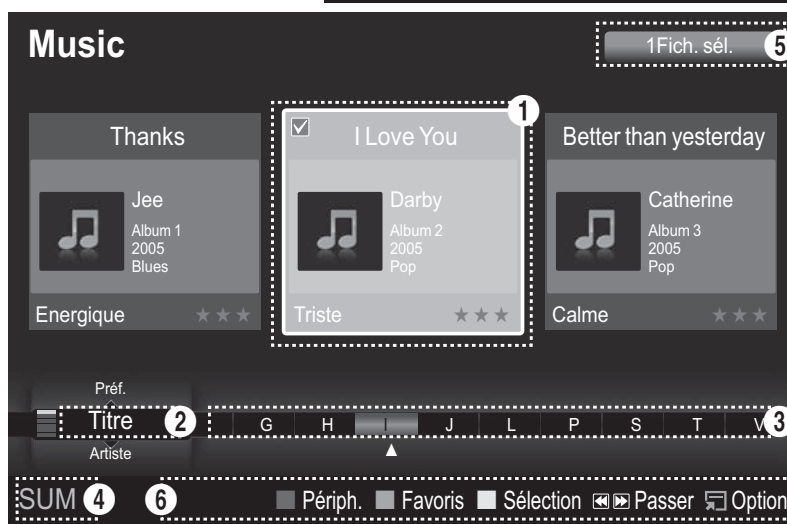 Music
1Fich. sél. 5
1
Thanks
I Love You
Better than yesterday
Jee
Album 1
2005
Blues
Darby
Album 2
2005
Pop
Catherine
Album 3
2005
Pop
Energique
Triste
Calme
Préf.
Titre 2
G H I J L P S T V 3
Artiste
SUM 4 6 Périph. Favoris Sélection Passer Option